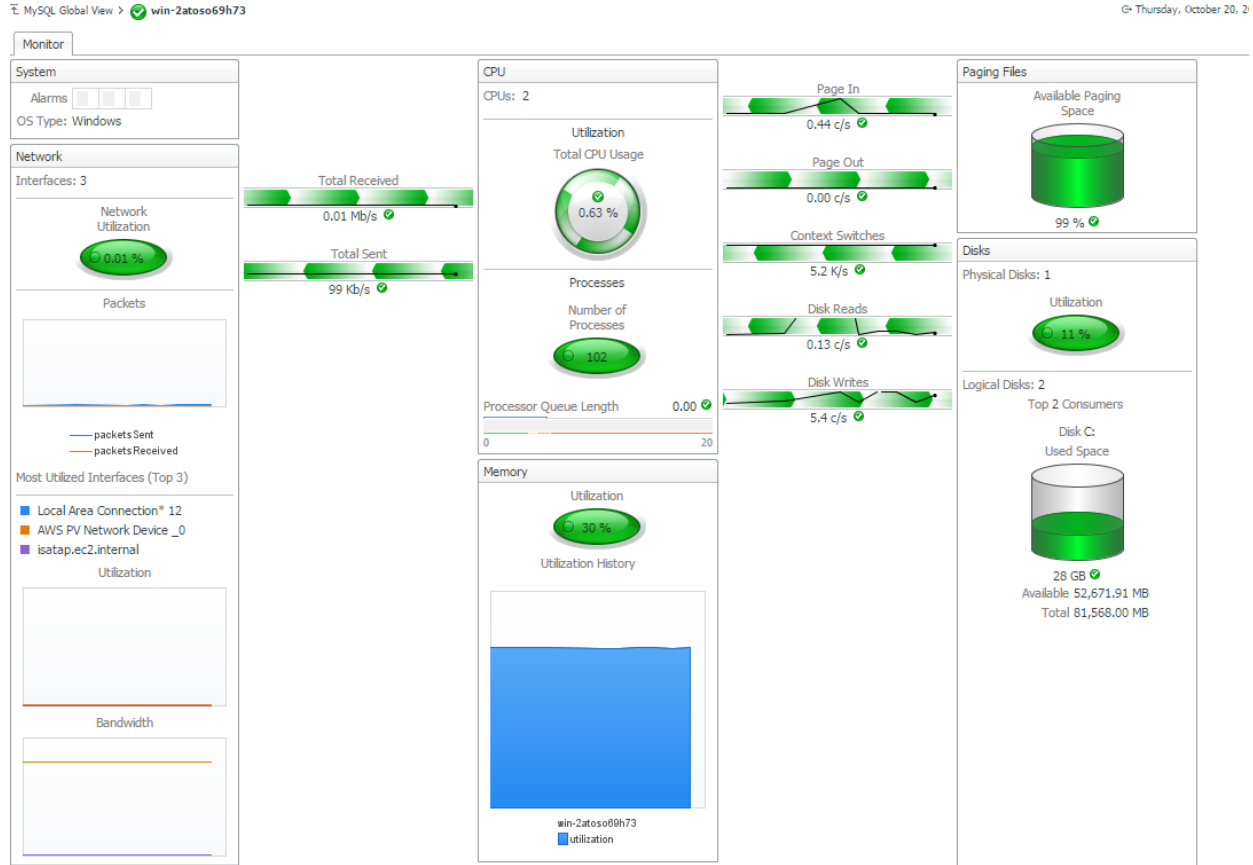 MySQL Global View > win-2atoso69h73
Thursday, October 20, 20
Monitor
System
Alarms
OS Type: Windows
Network
Interfaces: 3
Network
Utilization
0.01 %
Packets
packetsSent
packetsReceived
Most Utilized Interfaces (Top 3)
Local Area Connection* 12
AWS PV Network Device _0
isatap.ec2.internal
Utilization
Bandwidth
Total Received
0.01 Mb/s
Total Sent
99 Kb/s
CPU
CPUs: 2
Utilization
Total CPU Usage
0.63 %
Processes
Number of
Processes
102
Processor Queue Length 0.00
0 20
Memory
Utilization
30 %
Utilization History
win-2atoso69h73
utilization
Page In
0.44 c/s
Page Out
0.00 c/s
Context Switches
5.2 K/s
Disk Reads
0.13 c/s
Disk Writes
5.4 c/s
Paging Files
Available Paging
Space
99 %
Disks
Physical Disks: 1
Utilization
11 %
Logical Disks: 2
Top 2 Consumers
Disk C:
Used Space
28 GB
Available 52,671.91 MB
Total 81,568.00 MB